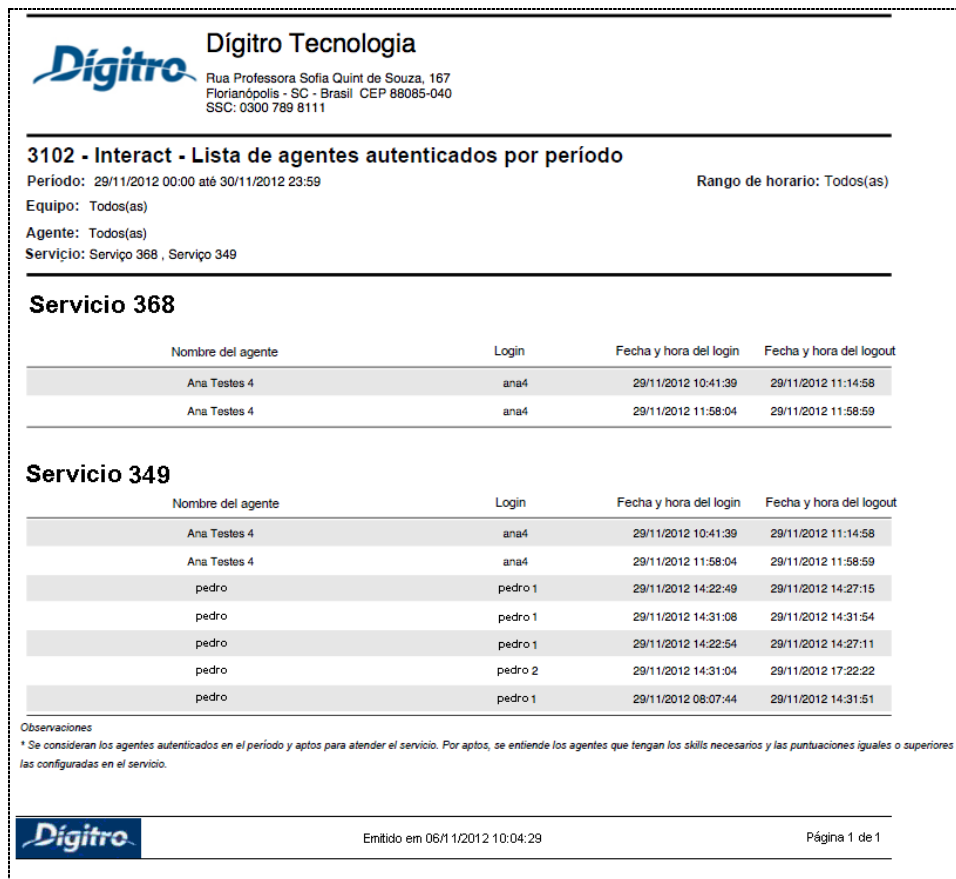 Dígitro
Dígitro Tecnologia
Rua Professora Sofia Quint de Souza, 167
Florianópolis - SC - Brasil CEP 88085-040
SSC: 0300 789 8111
3102 - Interact - Lista de agentes autenticados por período
Período: 29/11/2012 00:00 até 30/11/2012 23:59 Rango de horario: Todos(as)
Equipo: Todos(as)
Agente: Todos(as)
Servicio: Serviço 368 , Serviço 349
Servicio 368
Nombre del agente Login Fecha y hora del login Fecha y hora del logout
Ana Testes 4 ana4 29/11/2012 10:41:39 29/11/2012 11:14:58
Ana Testes 4 ana4 29/11/2012 11:58:04 29/11/2012 11:58:59
Servicio 349
Nombre del agente Login Fecha y hora del login Fecha y hora del logout
Ana Testes 4 ana4 29/11/2012 10:41:39 29/11/2012 11:14:58
Ana Testes 4 ana4 29/11/2012 11:58:04 29/11/2012 11:58:59
pedro pedro 1 29/11/2012 14:22:49 29/11/2012 14:27:15
pedro pedro 1 29/11/2012 14:31:08 29/11/2012 14:31:54
pedro pedro 1 29/11/2012 14:22:54 29/11/2012 14:27:11
pedro pedro 2 29/11/2012 14:31:04 29/11/2012 17:22:22
pedro pedro 1 29/11/2012 08:07:44 29/11/2012 14:31:51
Observaciones
* Se consideran los agentes autenticados en el período y aptos para atender el servicio. Por aptos, se entiende los agentes que tengan los skills necesarios y las puntuaciones iguales o superiores
las configuradas en el servicio.
Dígitro Emitido em 06/11/2012 10:04:29 Página 1 de 1